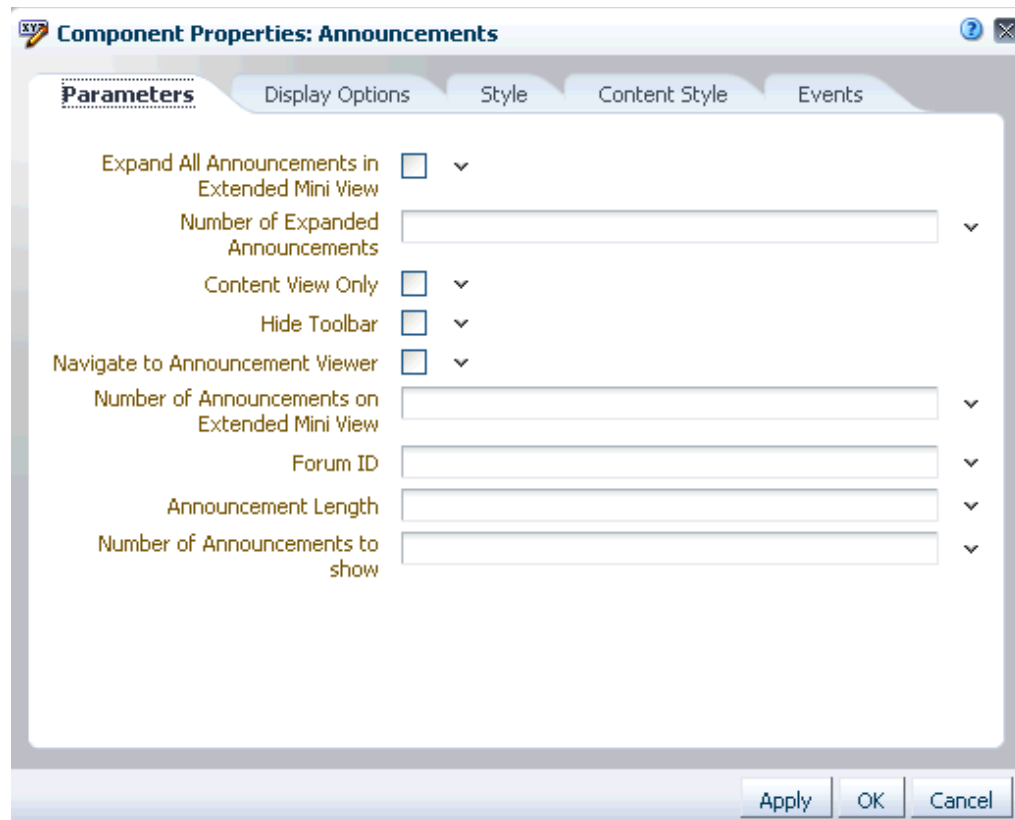 Component Properties: Announcements
Parameters Display Options Style Content Style Events
Expand All Announcements in
Extended Mini View
Number of Expanded
Announcements
Content View Only
Hide Toolbar
Navigate to Announcement Viewer
Number of Announcements on
Extended Mini View
Forum ID
Announcement Length
Number of Announcements to
show
Apply OK Cancel